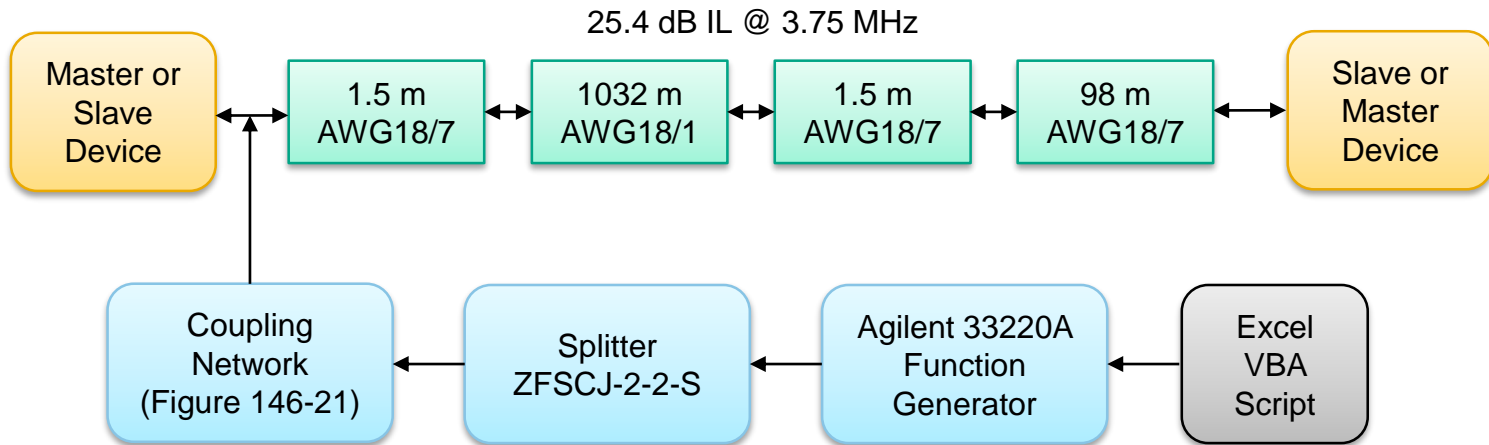 25.4 dB IL @ 3.75 MHz
Master or
Slave
Device
1.5 m
AWG18/7
1032 m
AWG18/1
1.5 m
AWG18/7
98 m
AWG18/7
Slave or
Master
Device
Coupling
Network
(Figure 146-21)
Splitter
ZFSCJ-2-2-S
Agilent 33220A
Function
Generator
Excel
VBA
Script